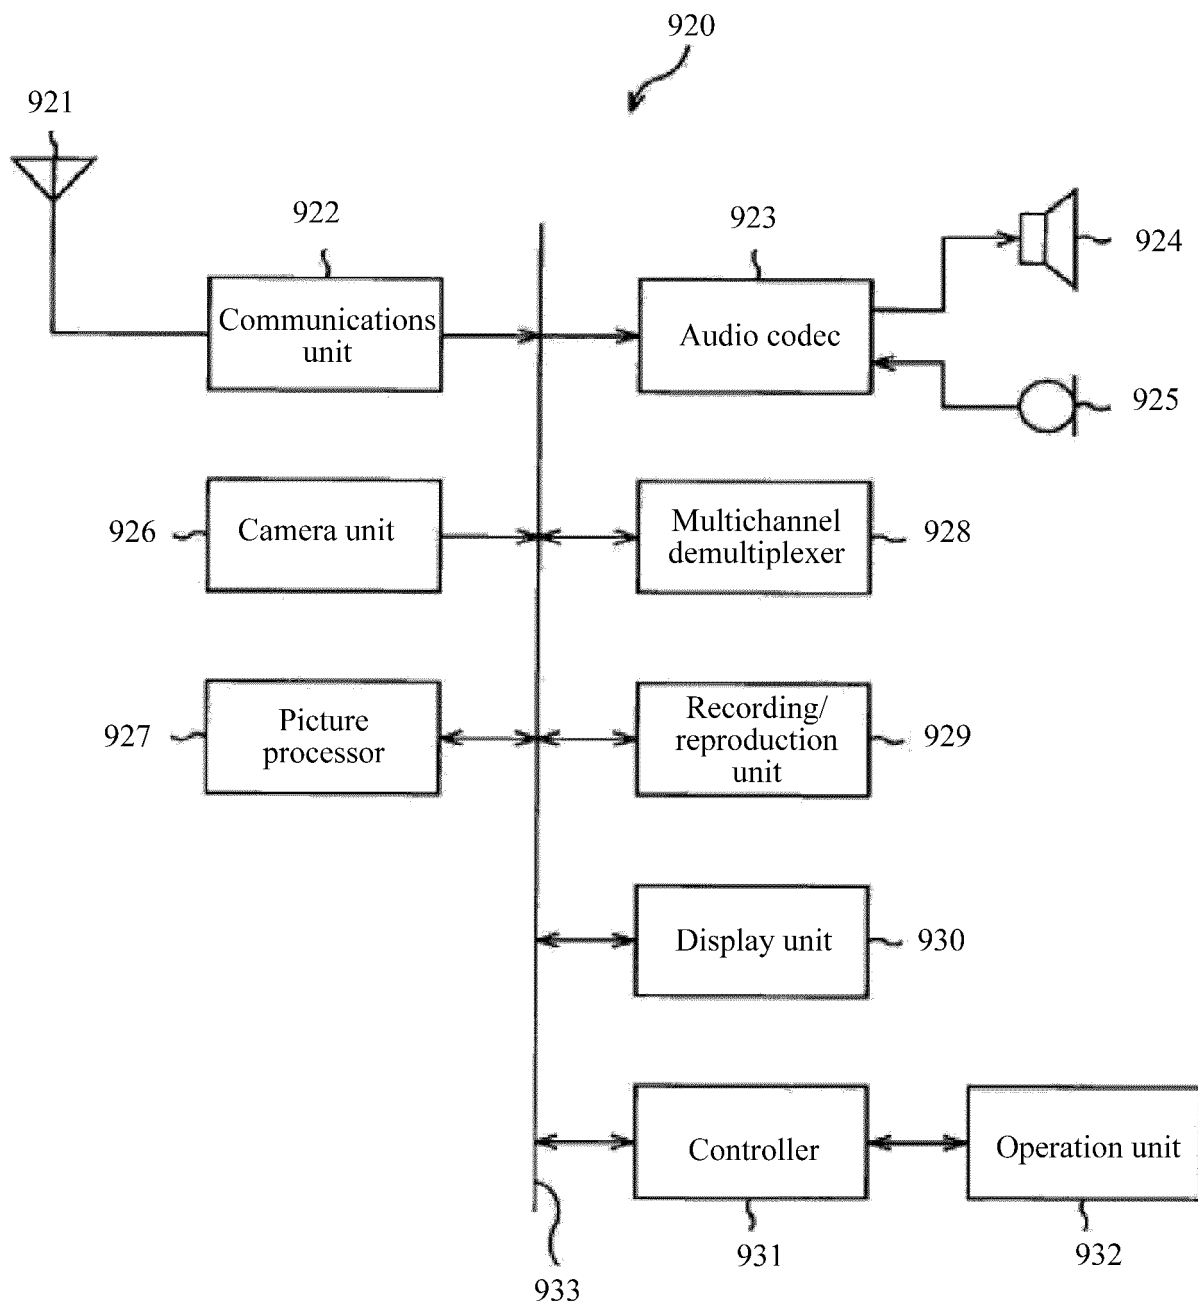 920
921
922
923
924
Communications
unit
Audio codec
925
926
Camera unit
Multichannel
demultiplexer
928
927
Picture
processor
Recording/
reproduction
unit
929
Display unit
930
Controller
Operation unit
931
932
933